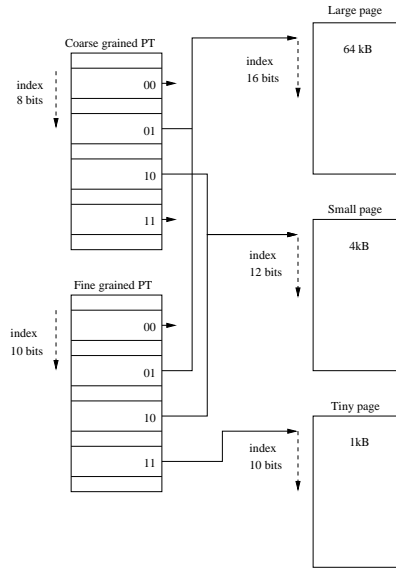 Large page
Coarse grained PT
64 kB
index
8 bits
00
index
16 bits
01
10
Small page
11
4kB
index
12 bits
Fine grained PT
00
index
10 bits
01
Tiny page
10
1kB
11
index
10 bits